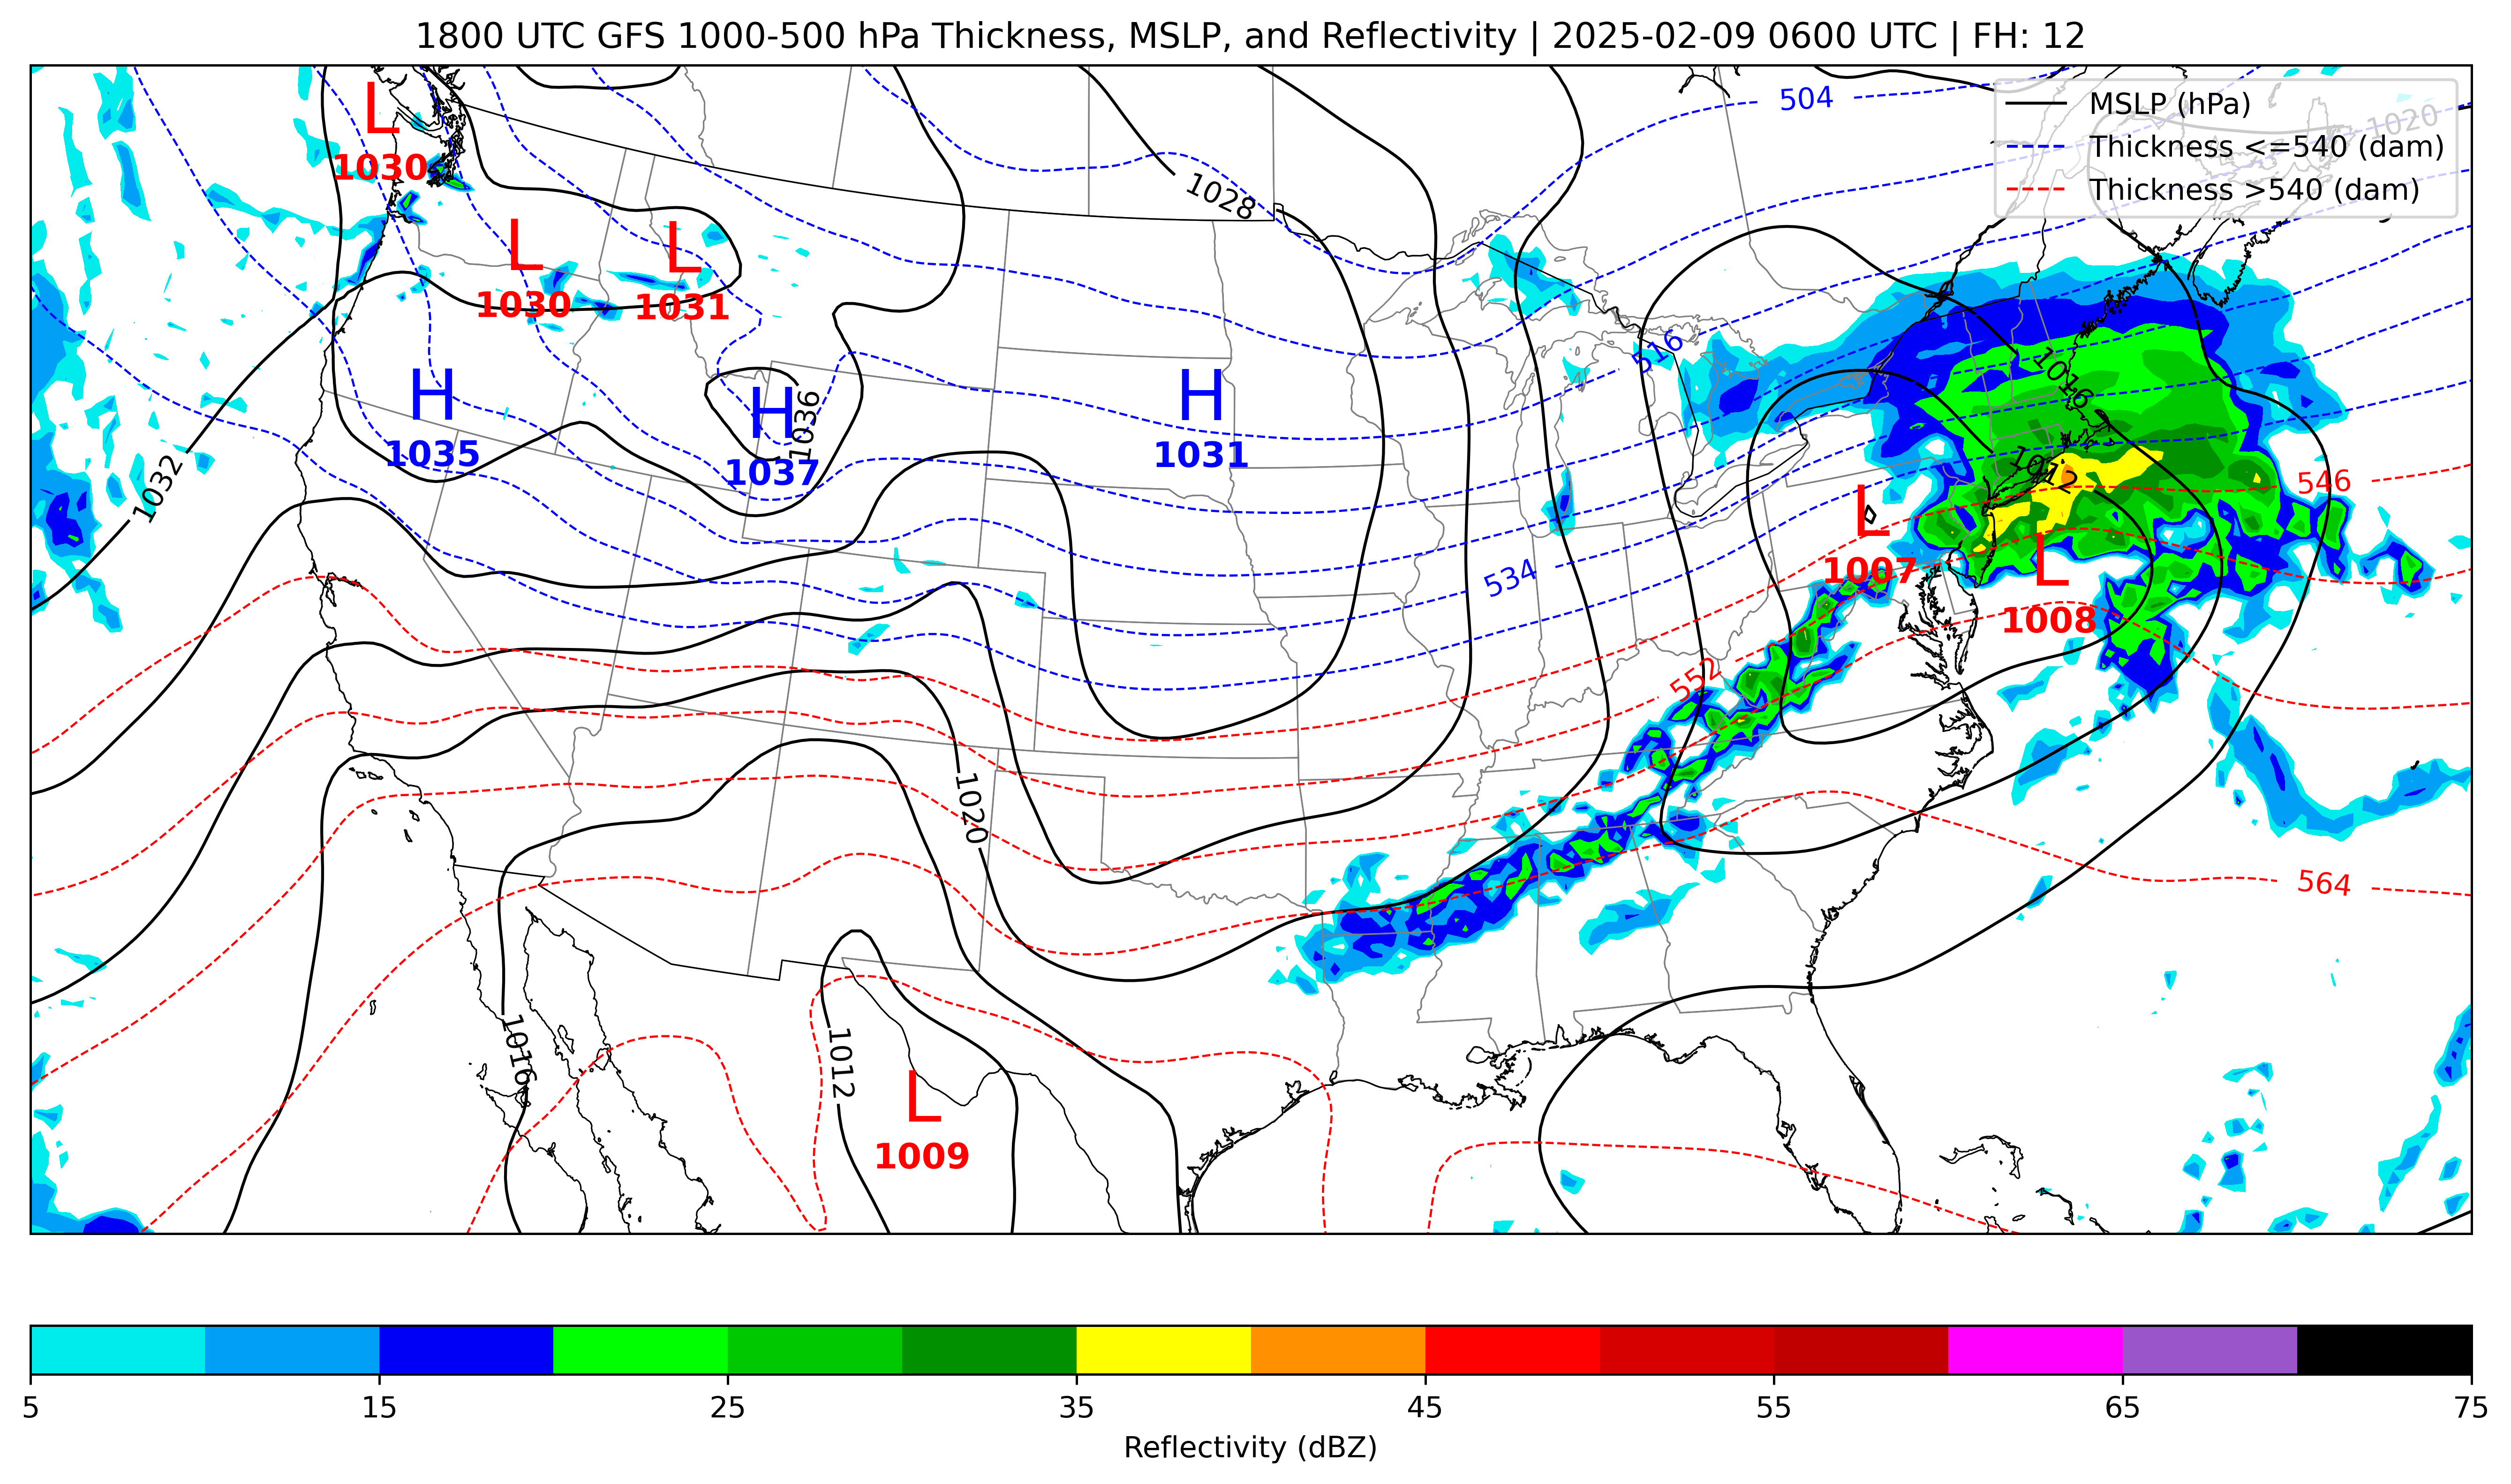 1800 UTC GFS 1000-500 hPa Thickness, MSLP, and Reflectivity | 2025-02-09 0600 UTC | FH: 12
MSLP (hPa)
Thickness <=540 (dam)
Thickness >540 (dam)
504
1020
L
1030
1028
L
1030
L
1031
516
1016
H
1035
H
1037
1036
H
1031
1032
1012
546
L
1007
534
L
1008
552
1020
564
1016
1012
L
1009
5
15
25
35
45
55
65
75
Reflectivity (dBZ)